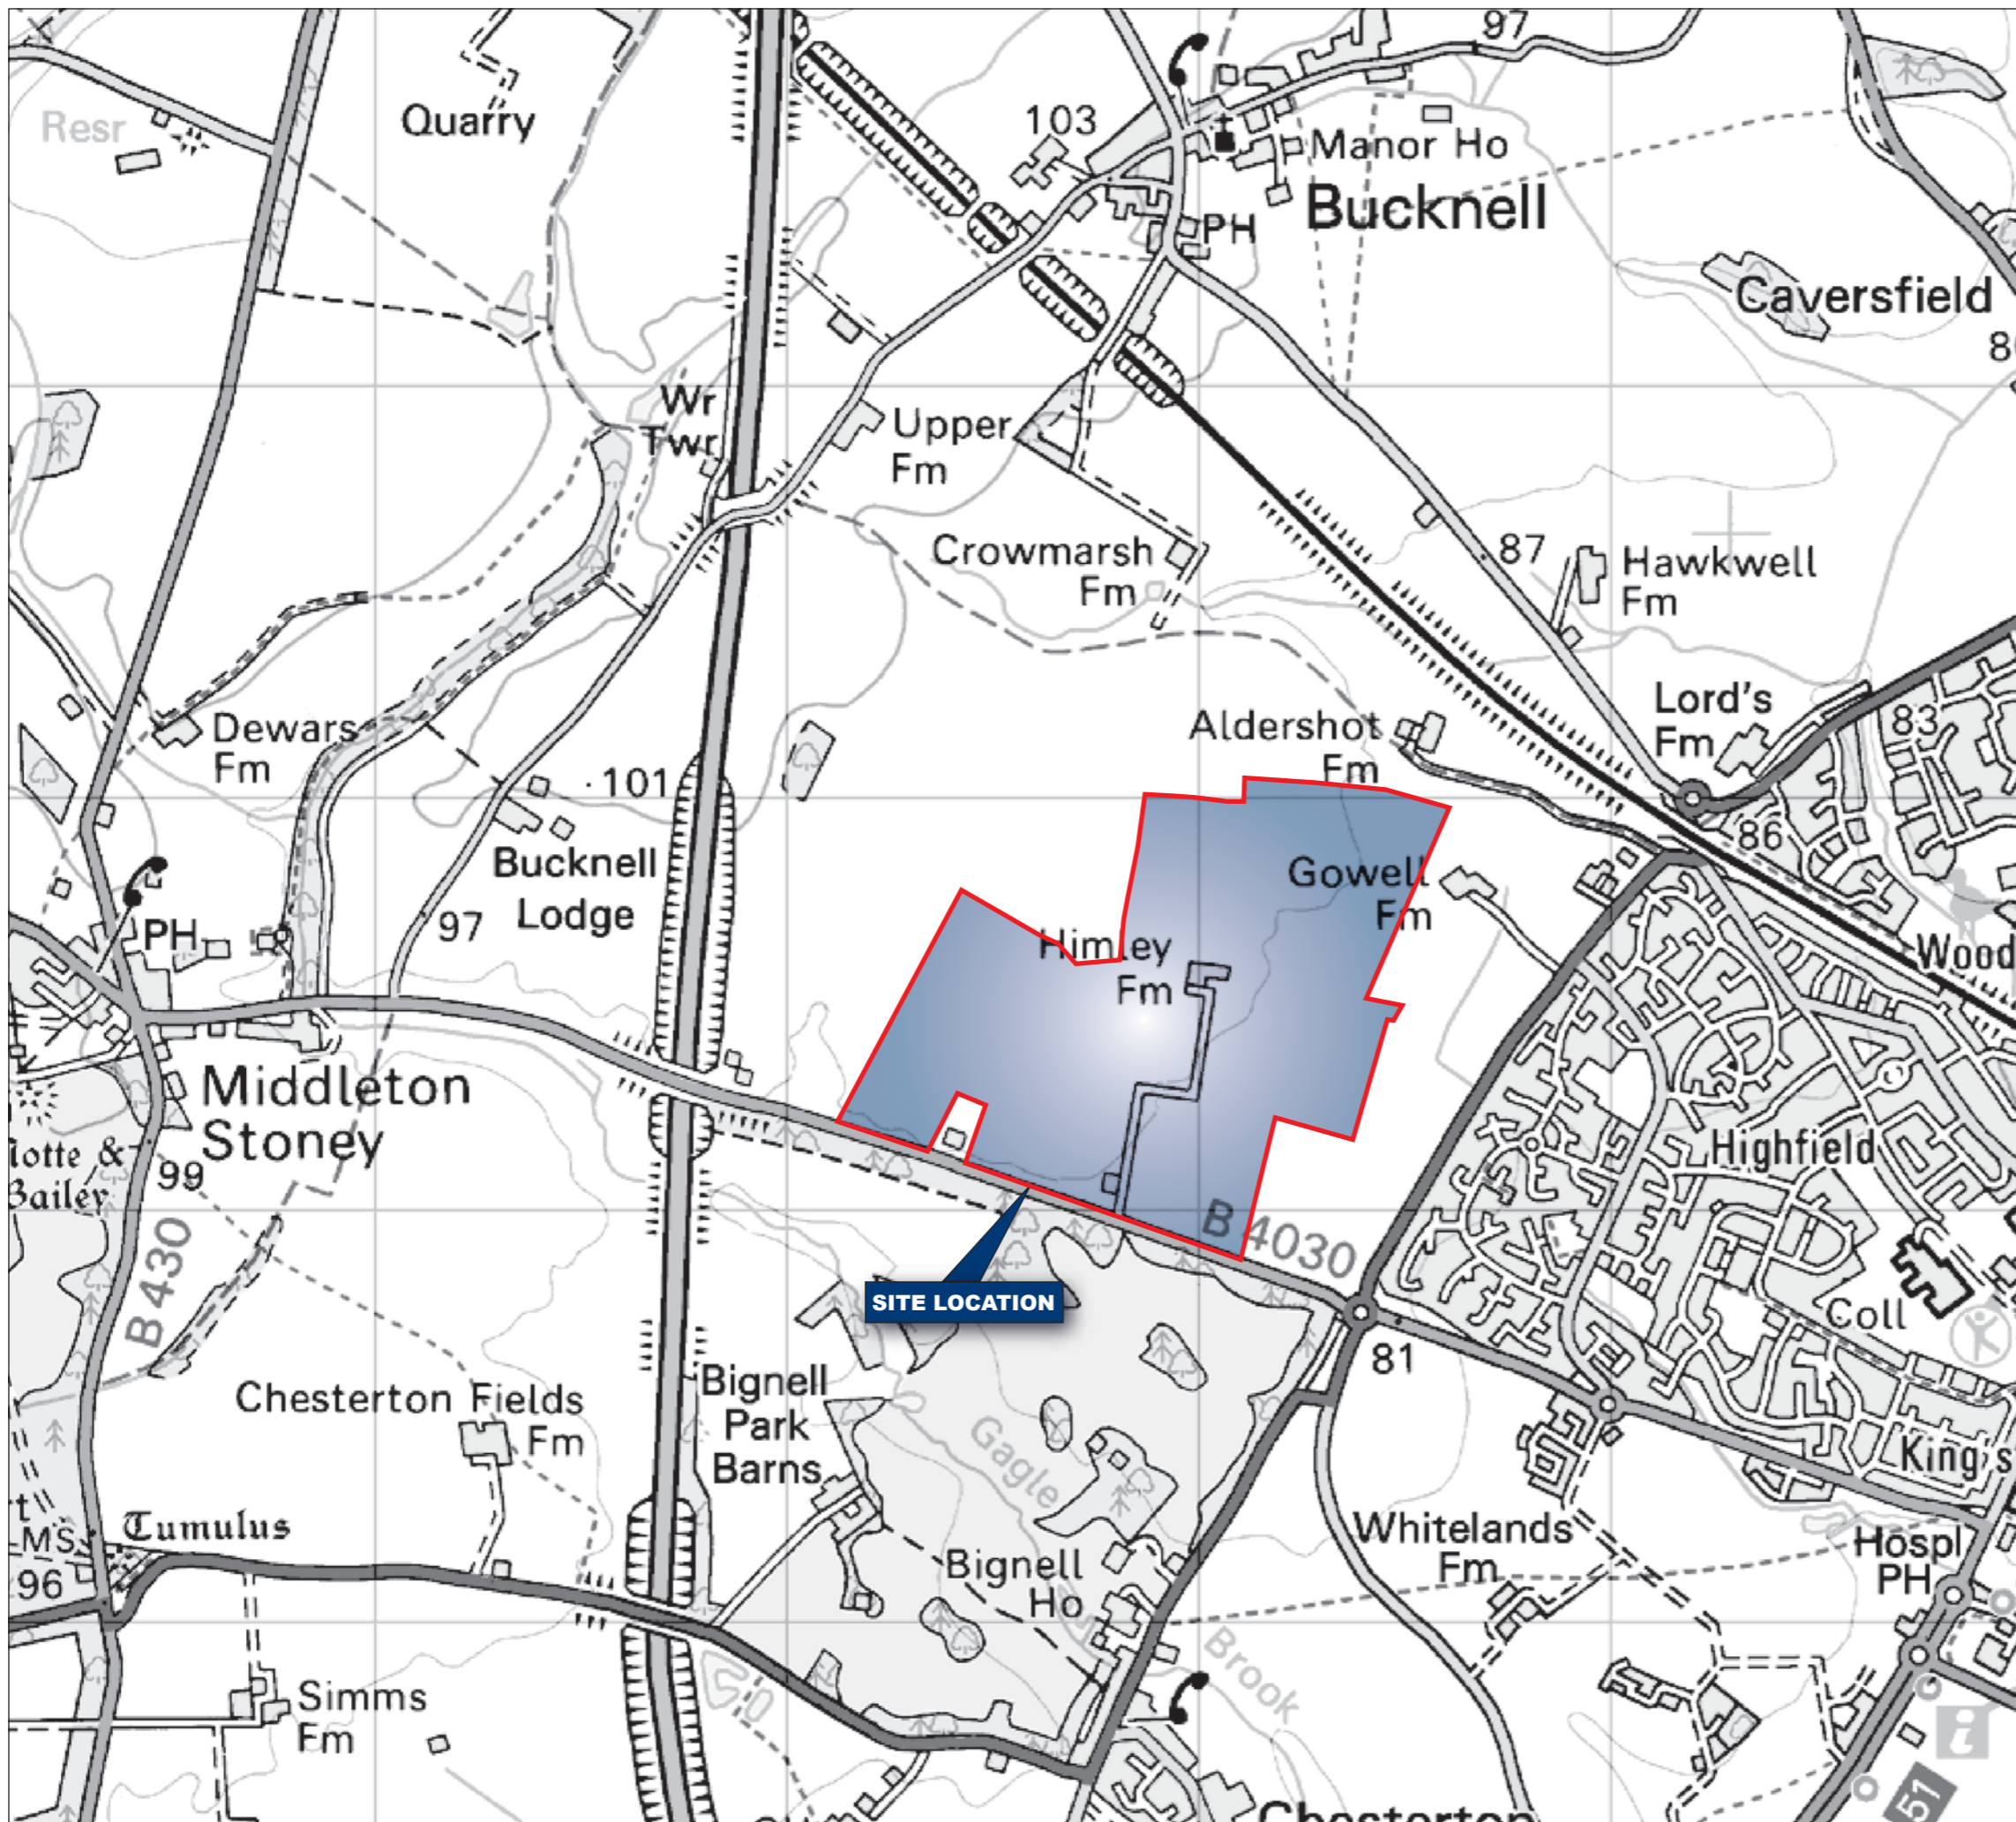 97
Resr
Quarry
103
Manor Ho
Bucknell
PH
Caversfield
Wr
Twr
Upper
Fm
Crowmarsh
Fm
87
Hawkwell
Fm
Dewars
Fm
101
Aldershot
Fm
Lord's
Fm
83
86
Bucknell
Lodge
Gowell
Fm
97
PH
Himley
Fm
Wood
Middleton
Stoney
lotte &
Bailey
99
B 430
Highfield
B 4030
SITE LOCATION
Coll
81
Chesterton Fields
Fm
Bignell
Park
Barns
Gagle
King's
Tumulus
MS
96
Whitelands
Fm
Hospl
PH
Bignell
Ho
Brook
Simms
Fm
i
51
Chesterton